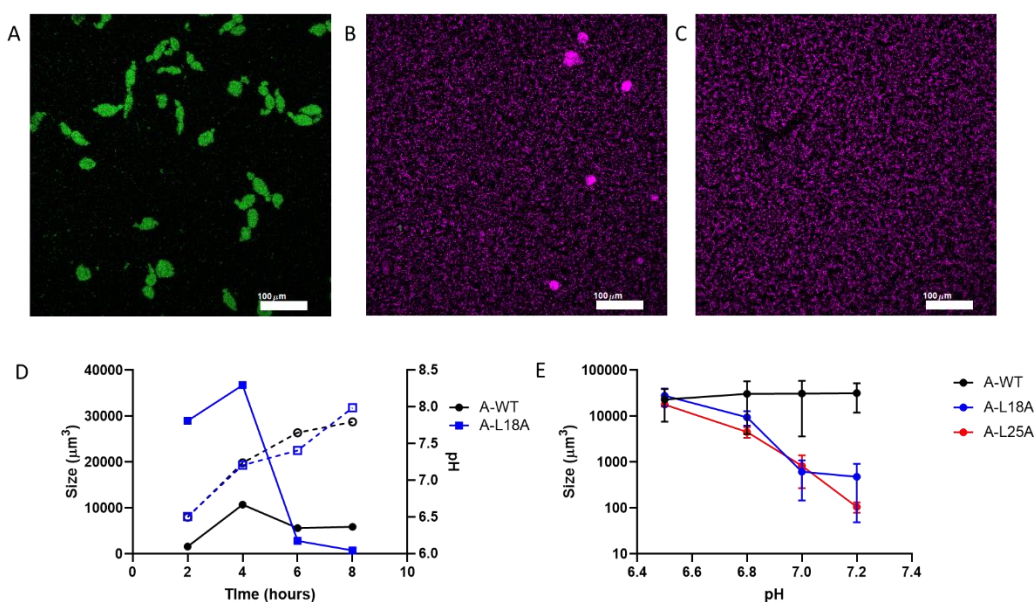 A
B
C
100 μm
100 μm
100 μm
D
40000
30000
20000
10000
0
Size (μm³)
0
2
4
6
8
10
TIme (hours)
8.5
8.0
7.5
7.0
6.5
6.0
pH
A-WT
A-L18A
E
100000
10000
1000
100
10
Size (μm³)
6.4
6.6
6.8
7.0
7.2
7.4
pH
A-WT
A-L18A
A-L25A